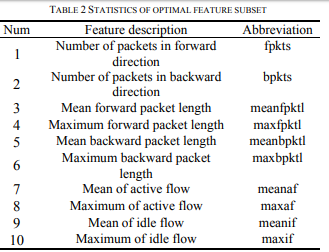 TABLE 2 STATISTICS OF OPTIMAL FEATURE SUBSET
Num Feature description Abbreviation
1 Number of packets in forward direction fpkts
2 Number of packets in backward direction bpkts
3 Mean forward packet length meanfpktl
4 Maximum forward packet length maxfpktl
5 Mean backward packet length meanbpktl
6 Maximum backward packet length maxbpktl
7 Mean of active flow meanaf
8 Maximum of active flow maxaf
9 Mean of idle flow meanif
10 Maximum of idle flow maxif